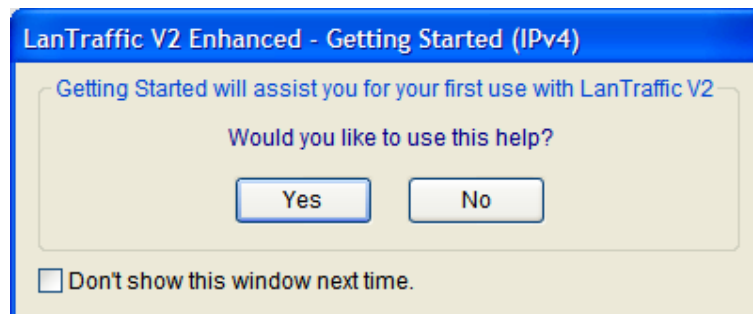 LanTraffic V2 Enhanced - Getting Started (IPv4)
Getting Started will assist you for your first use with LanTraffic V2
Would you like to use this help?
Yes No
Don't show this window next time.